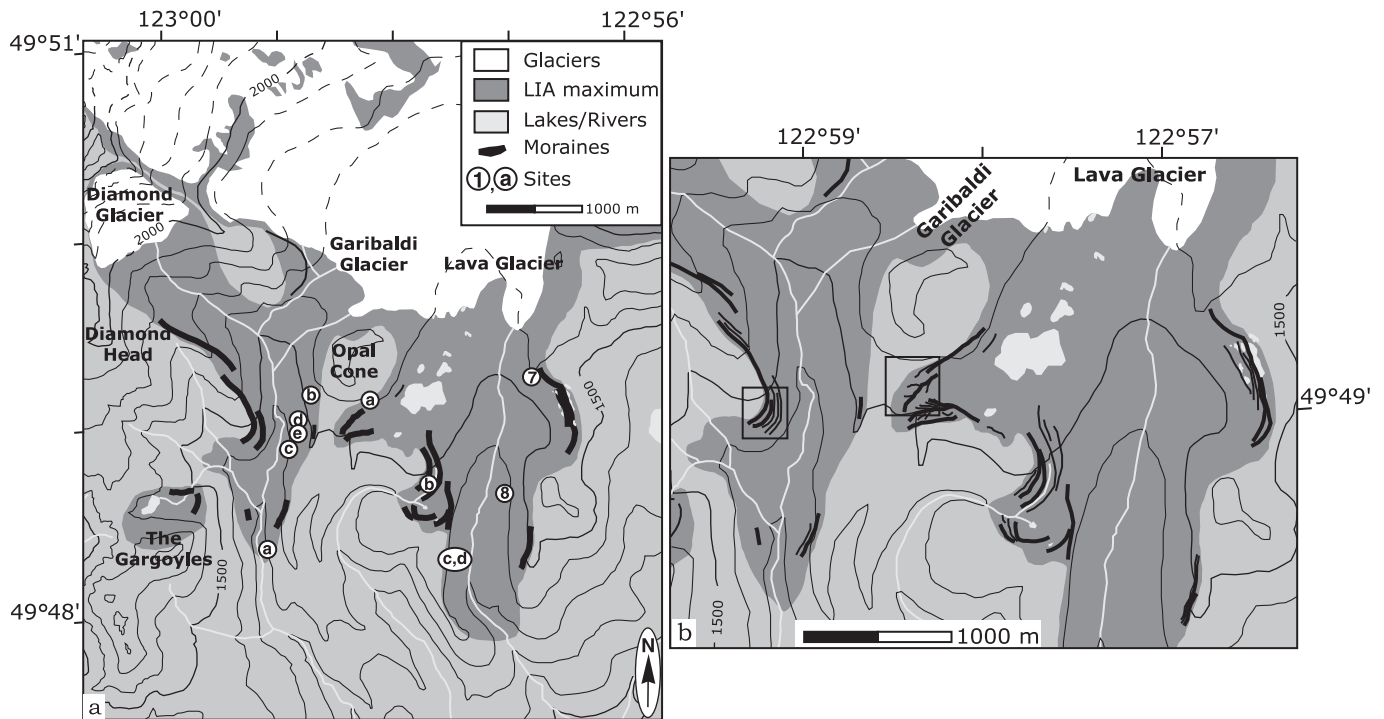 123°00'
122°56'
49°51'
2000
Glaciers
LIA maximum
Lakes/Rivers
Moraines
1,a Sites
1000 m
Diamond
Glacier
2000
Garibaldi
Glacier
Lava Glacier
Diamond
Head
Opal
Cone
1500
7
b
a
d
e
c
b
8
The
Gargoyles
a
c,d
1500
49°48'
N
a
122°59'
122°57'
Garibaldi
Glacier
Lava Glacier
1500
49°49'
1500
b
1000 m